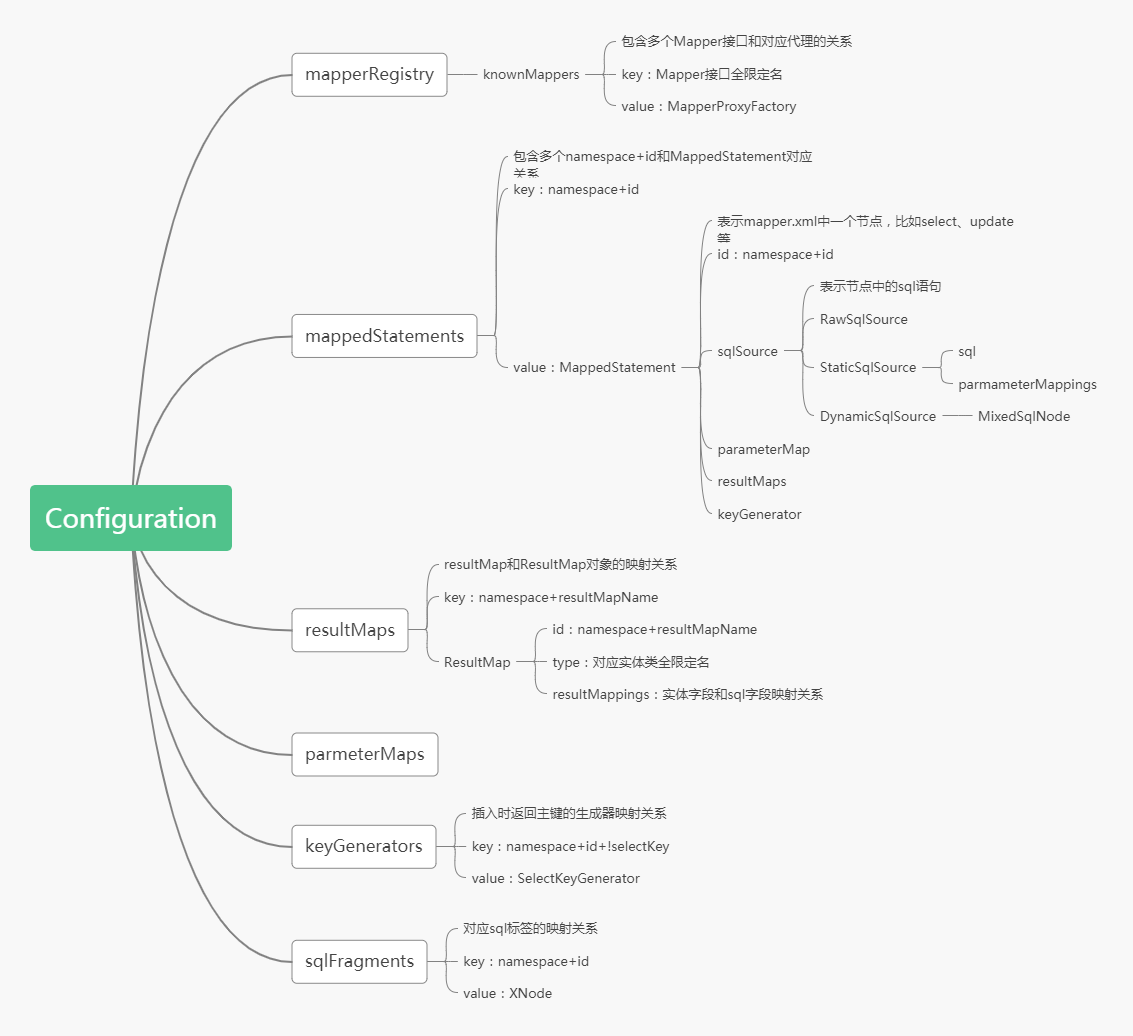 Configuration
mapperRegistry
knownMappers
包含多个Mapper接口和对应代理的关系
key：Mapper接口全限定名
value：MapperProxyFactory
mappedStatements
包含多个namespace+id和MappedStatement对应
关系
key：namespace+id
value：MappedStatement
表示mapper.xml中一个节点，比如select、update
等
id：namespace+id
sqlSource
表示节点中的sql语句
RawSqlSource
StaticSqlSource
sql
parmameterMappings
DynamicSqlSource
MixedSqlNode
parameterMap
resultMaps
keyGenerator
resultMaps
resultMap和ResultMap对象的映射关系
key：namespace+resultMapName
ResultMap
id：namespace+resultMapName
type：对应实体类全限定名
resultMappings：实体字段和sql字段映射关系
parmeterMaps
keyGenerators
插入时返回主键的生成器映射关系
key：namespace+id+!selectKey
value：SelectKeyGenerator
sqlFragments
对应sql标签的映射关系
key：namespace+id
value：XNode